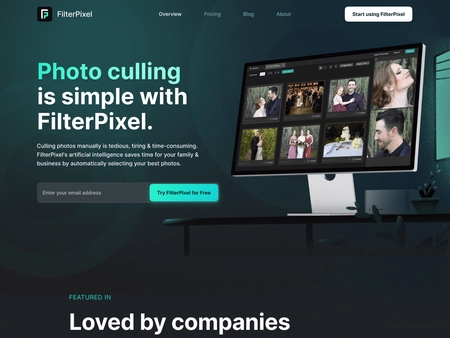 FilterPixel
Overview
Pricing
Blog
About
Start using FilterPixel
Photo culling
is simple with
FilterPixel.
Culling photos manually is tedious, tiring & time-consuming.
FilterPixel's artificial intelligence saves time for your family &
business by automatically selecting your best photos.
Enter your email address
Try FilterPixel for Free
FEATURED IN
Loved by companies